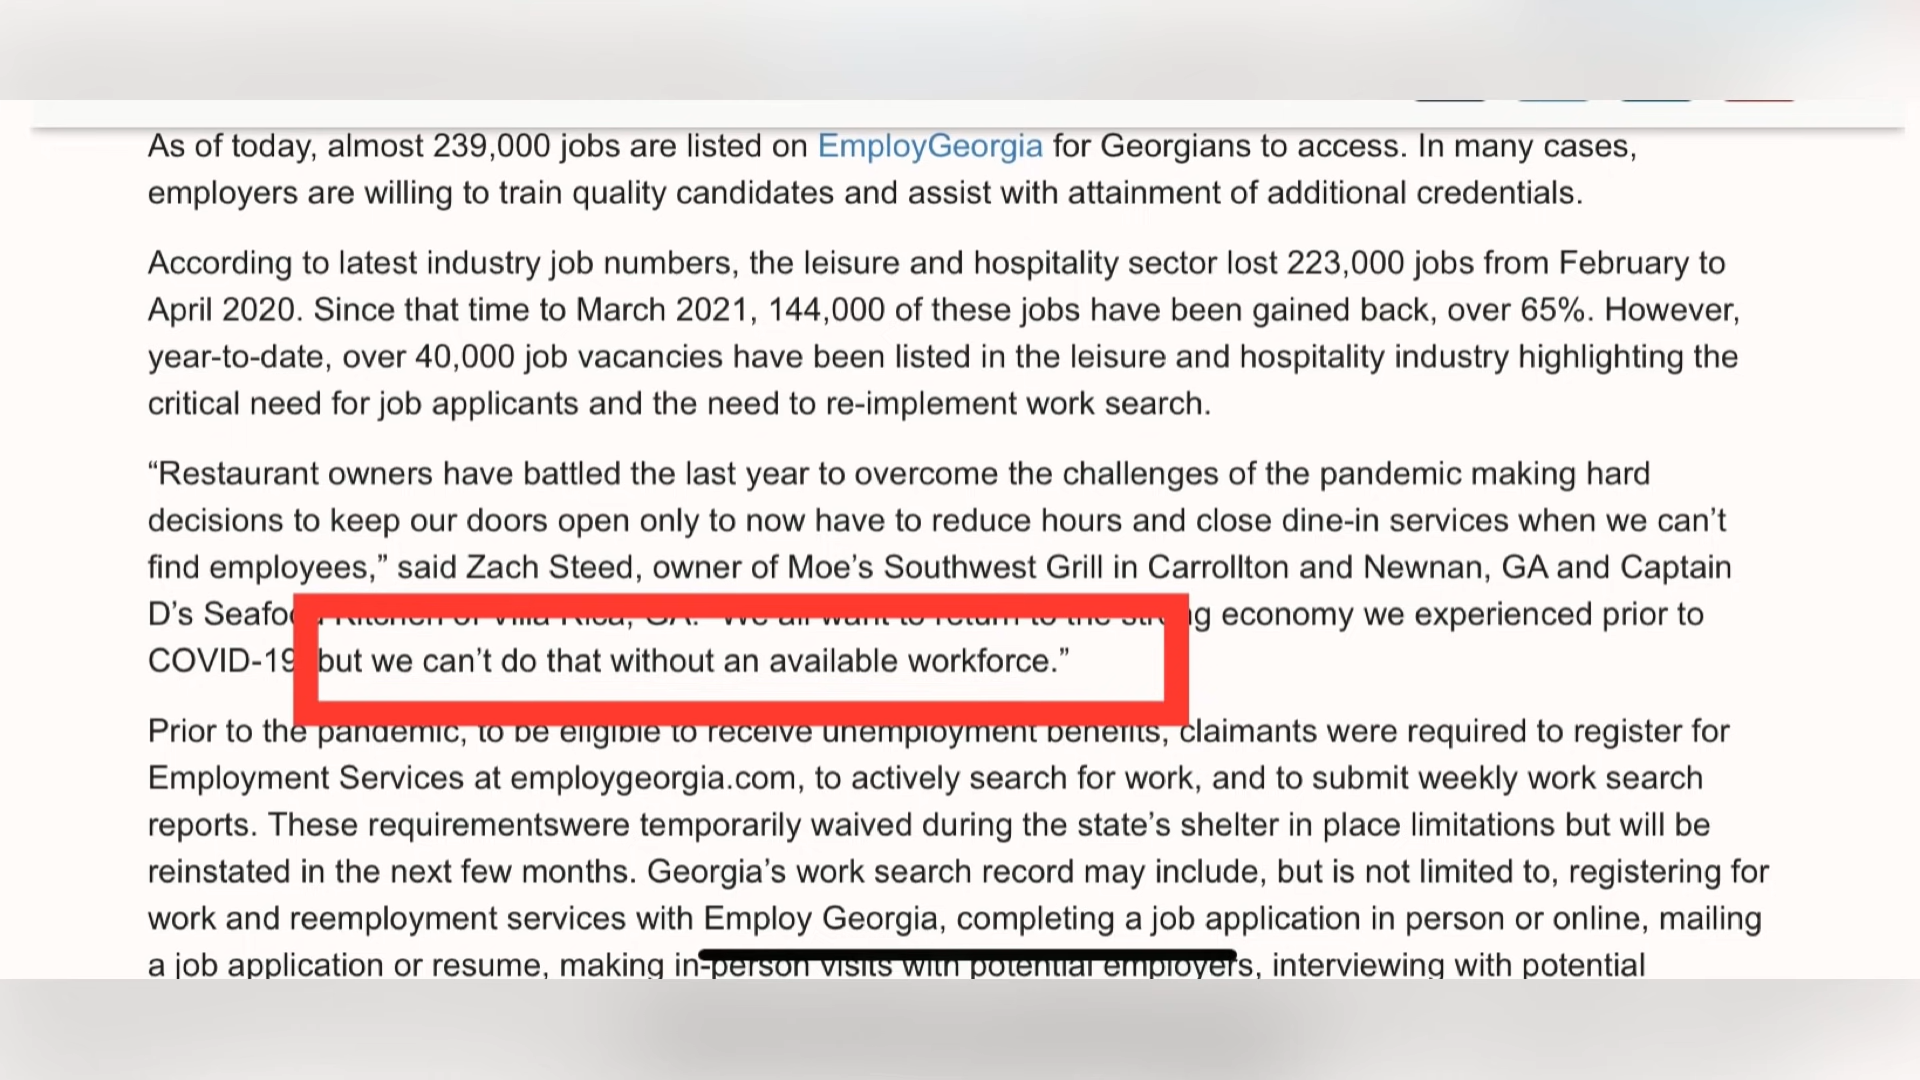 As of today, almost 239,000 jobs are listed on EmployGeorgia for Georgians to access. In many cases,
employers are willing to train quality candidates and assist with attainment of additional credentials.
According to latest industry job numbers, the leisure and hospitality sector lost 223,000 jobs from February to
April 2020. Since that time to March 2021, 144,000 of these jobs have been gained back, over 65%. However,
year-to-date, over 40,000 job vacancies have been listed in the leisure and hospitality industry highlighting the
critical need for job applicants and the need to re-implement work search.
“Restaurant owners have battled the last year to overcome the challenges of the pandemic making hard
decisions to keep our doors open only to now have to reduce hours and close dine-in services when we can’t
find employees,” said Zach Steed, owner of Moe’s Southwest Grill in Carrollton and Newnan, GA and Captain
D’s Seafood Kitchen of Villa Rica, GA. “We all want to return to the strong economy we experienced prior to
COVID-19 but we can’t do that without an available workforce.”
Prior to the pandemic, to be eligible to receive unemployment benefits, claimants were required to register for
Employment Services at employgeorgia.com, to actively search for work, and to submit weekly work search
reports. These requirementswere temporarily waived during the state’s shelter in place limitations but will be
reinstated in the next few months. Georgia’s work search record may include, but is not limited to, registering for
work and reemployment services with Employ Georgia, completing a job application in person or online, mailing
a job application or resume, making in-person visits with potential employers, interviewing with potential